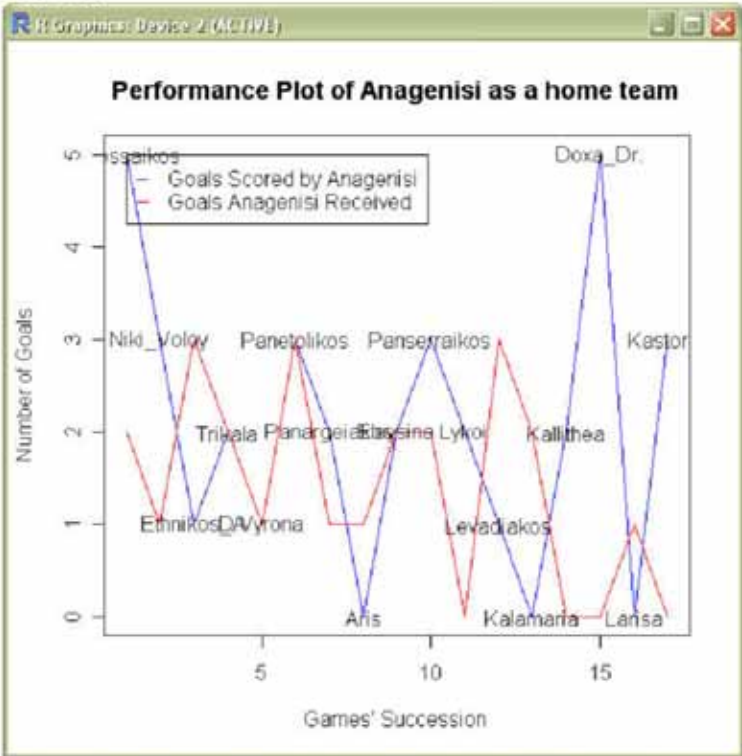 R Graphics: Device 2 (ACTIVE)
Performance Plot of Anagenisi as a home team
Number of Goals
5
4
3
2
1
0
Doxa_Dr.
Goals Scored by Anagenisi
Goals Anagenisi Received
Niki_Volov
Panetolikos
Panserraikos
Kastor
Trikala
Lykoi
Kallithea
Vyrona
Levadiakos
Aris
Kalamaria
Larisa
5
10
15
Games' Succession